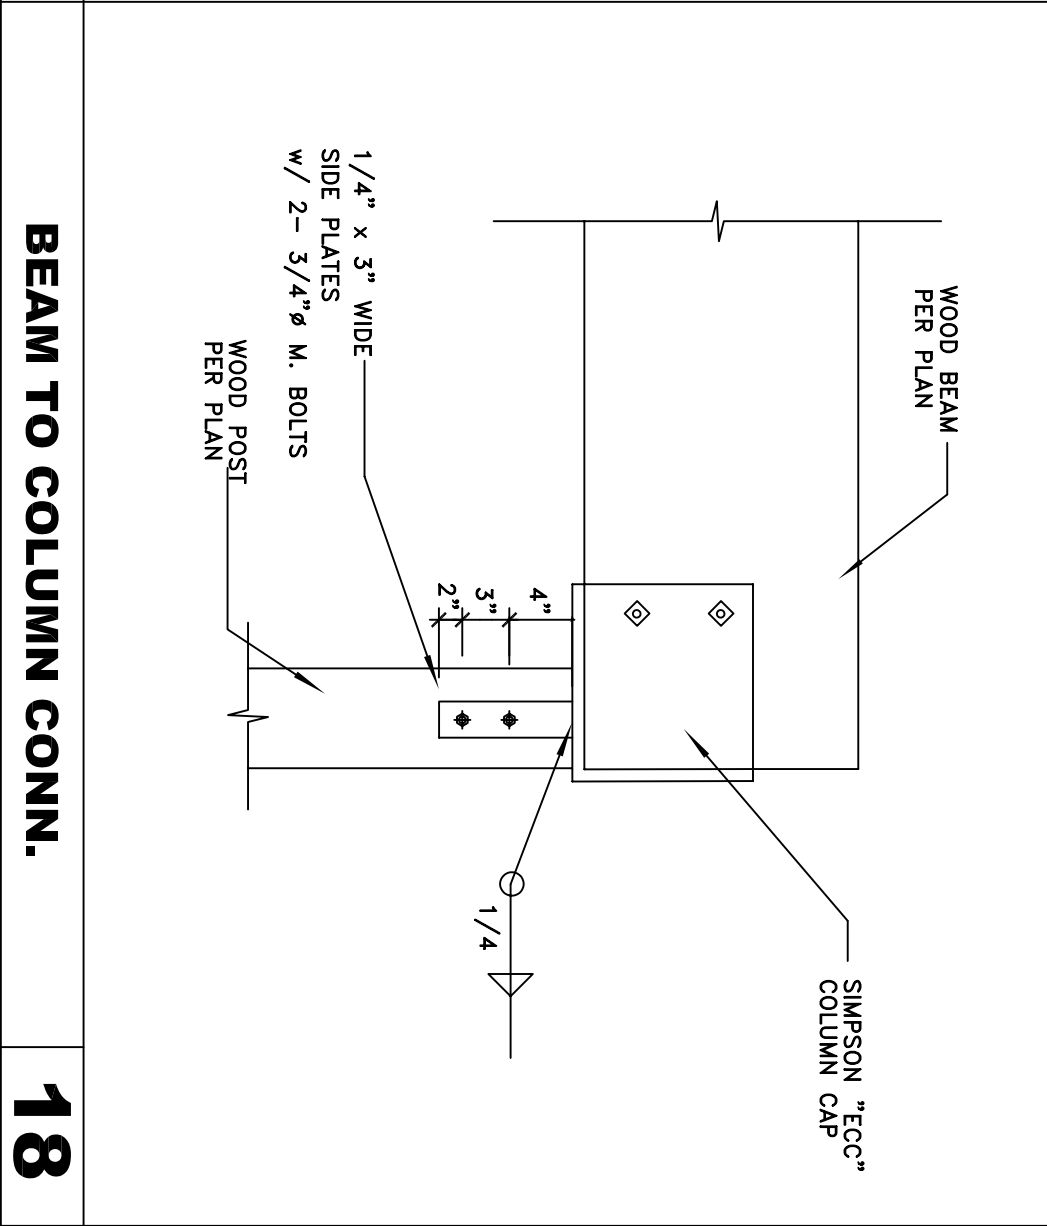 WOOD BEAM
PER PLAN
SIMPSON "ECC"
COLUMN CAP
1/4" x 3" WIDE
SIDE PLATES
w/ 2- 3/4"ø M. BOLTS
4"
3"
2"
1/4
WOOD POST
PER PLAN
BEAM TO COLUMN CONN.
18